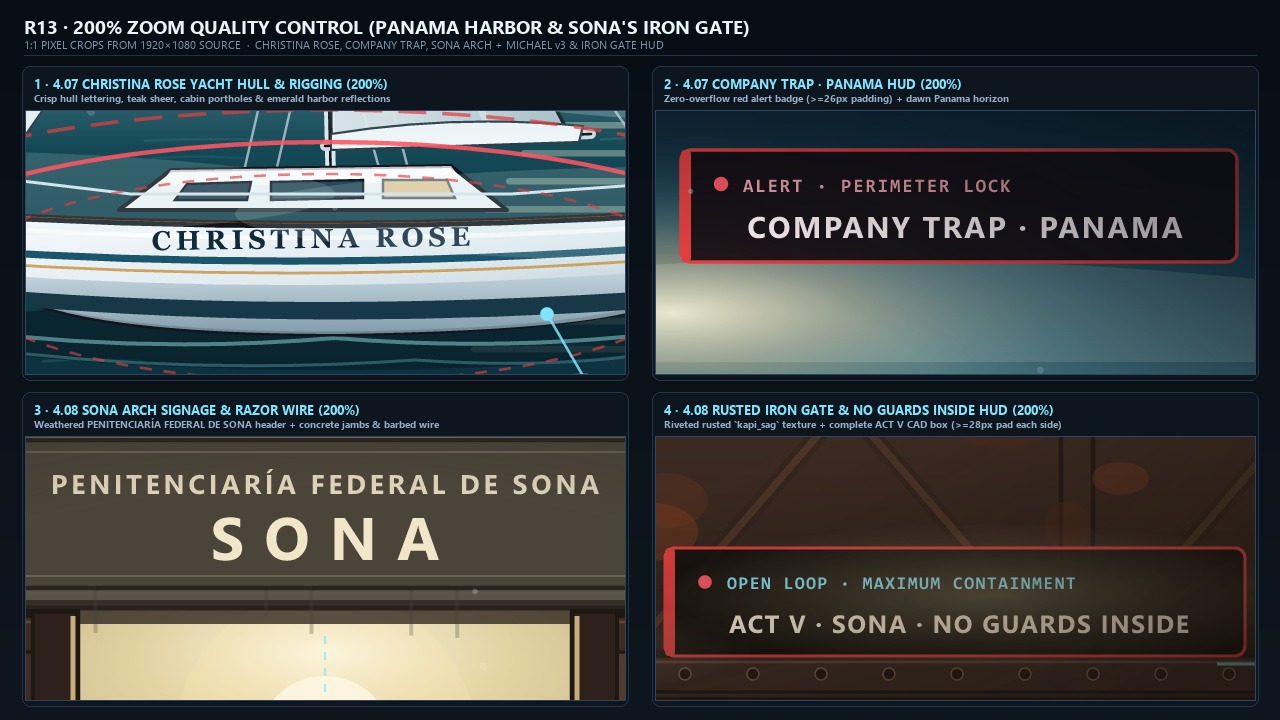 R13 · 200% ZOOM QUALITY CONTROL (PANAMA HARBOR & SONA'S IRON GATE)
1:1 PIXEL CROPS FROM 1920×1080 SOURCE · CHRISTINA ROSE, COMPANY TRAP, SONA ARCH + MICHAEL v3 & IRON GATE HUD
1 · 4.07 CHRISTINA ROSE YACHT HULL & RIGGING (200%)
Crisp hull lettering, teak sheer, cabin portholes & emerald harbor reflections
CHRISTINA ROSE
2 · 4.07 COMPANY TRAP · PANAMA HUD (200%)
Zero-overflow red alert badge (>=26px padding) + dawn Panama horizon
ALERT · PERIMETER LOCK
COMPANY TRAP · PANAMA
3 · 4.08 SONA ARCH SIGNAGE & RAZOR WIRE (200%)
Weathered PENITENCIARÍA FEDERAL DE SONA header + concrete jambs & barbed wire
PENITENCIARÍA FEDERAL DE SONA
SONA
4 · 4.08 RUSTED IRON GATE & NO GUARDS INSIDE HUD (200%)
Riveted rusted `kapi_sag` texture + complete ACT V CAD box (>=28px pad each side)
OPEN LOOP · MAXIMUM CONTAINMENT
ACT V · SONA · NO GUARDS INSIDE